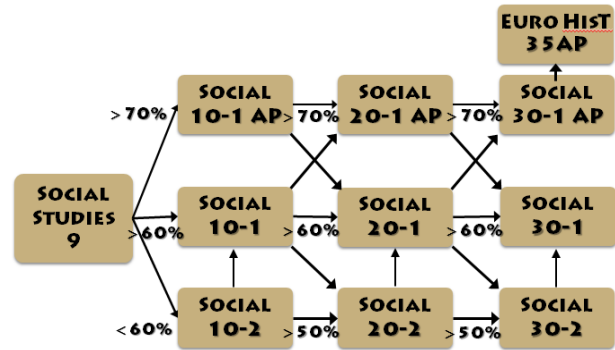 EURO HIST
35AP
SOCIAL
10-1 AP
SOCIAL
20-1 AP
SOCIAL
30-1 AP
> 70%
> 70%
> 70%
SOCIAL
STUDIES
9
SOCIAL
10-1
SOCIAL
20-1
SOCIAL
30-1
> 60%
> 60%
> 60%
SOCIAL
10-2
SOCIAL
20-2
SOCIAL
30-2
< 60%
> 50%
> 50%